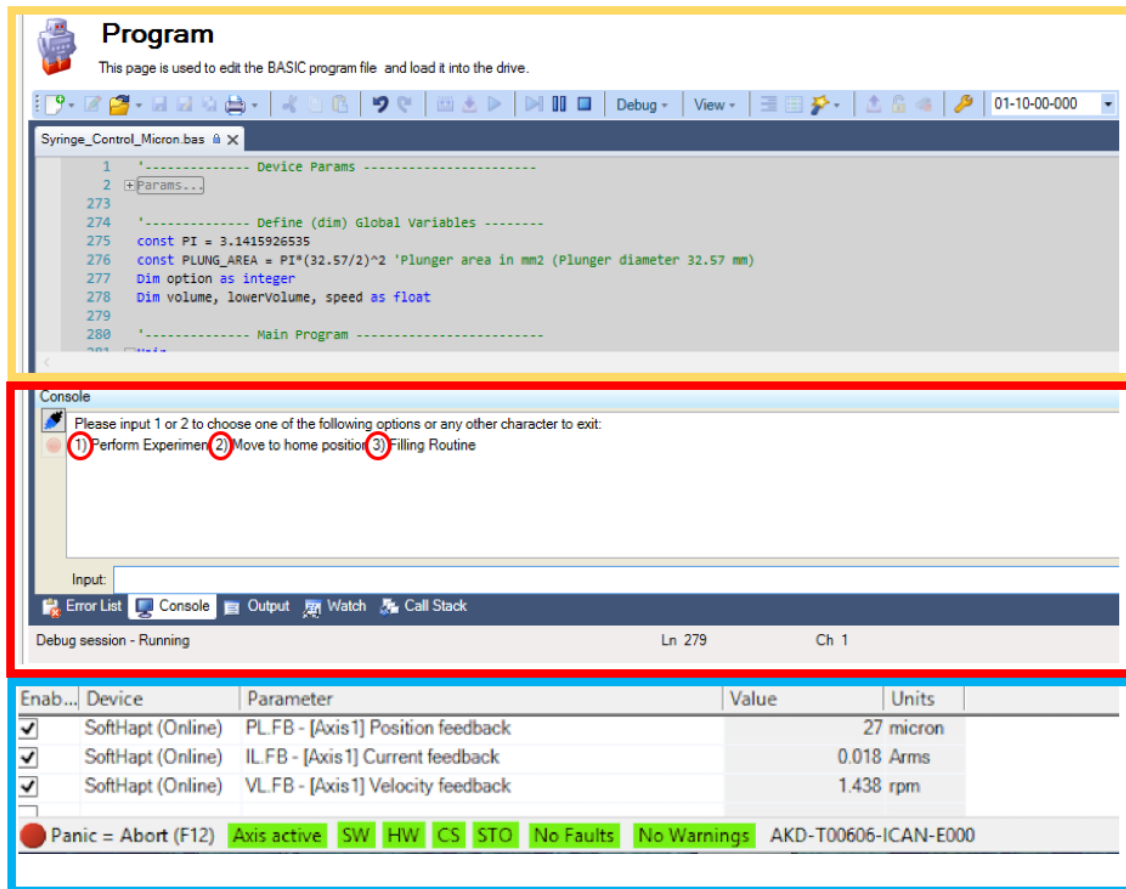 Program
This page is used to edit the BASIC program file and load it into the drive.
Debug View 01-10-00-000
Syringe_Control_Micron.bas
1 '-------------- Device Params -----------------------
2 Params...
273
274 '-------------- Define (dim) Global Variables --------
275 const PI = 3.1415926535
276 const PLUNG_AREA = PI*(32.57/2)^2 'Plunger area in mm2 (Plunger diameter 32.57 mm)
277 Dim option as integer
278 Dim volume, lowerVolume, speed as float
279
280 '-------------- Main Program -------------------------
281 Main
Console
Please input 1 or 2 to choose one of the following options or any other character to exit:
1) Perform Experimen 2) Move to home position 3) Filling Routine
Input:
Error List Console Output Watch Call Stack
Debug session - Running Ln 279 Ch 1
Enab... Device Parameter Value Units
SoftHapt (Online) PL.FB - [Axis1] Position feedback 27 micron
SoftHapt (Online) IL.FB - [Axis1] Current feedback 0.018 Arms
SoftHapt (Online) VL.FB - [Axis1] Velocity feedback 1.438 rpm
Panic = Abort (F12) Axis active SW HW CS STO No Faults No Warnings AKD-T00606-ICAN-E000